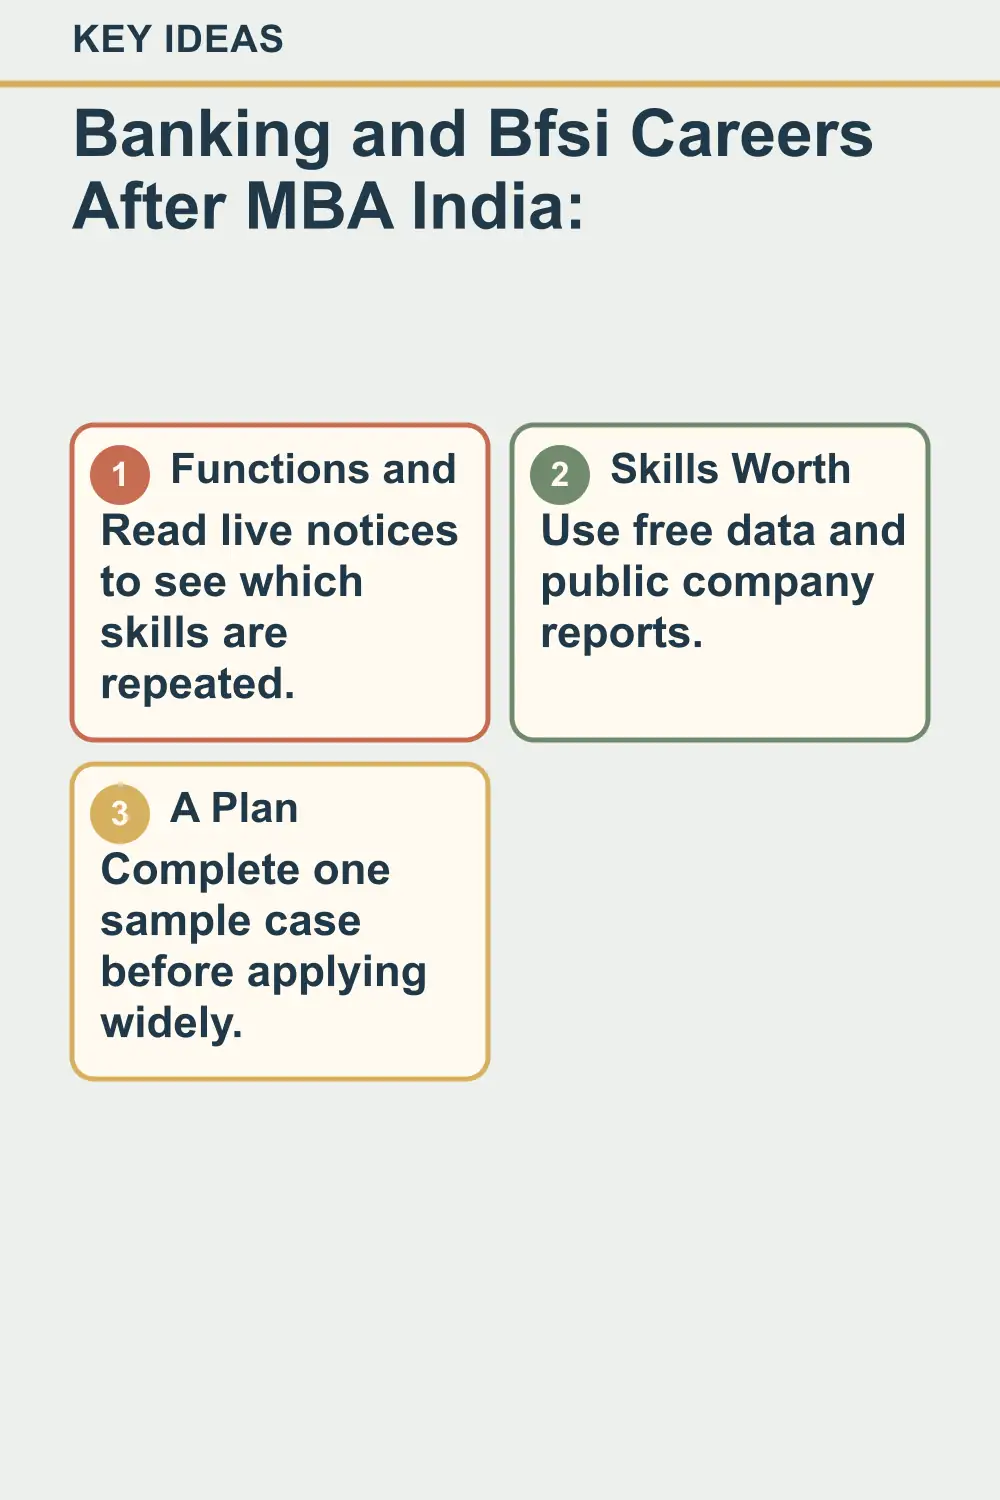 KEY IDEAS
Banking and Bfsi Careers
After MBA India:
1
Functions and
Read live notices
to see which
skills are
repeated.
2
Skills Worth
Use free data and
public company
reports.
3
A Plan
Complete one
sample case
before applying
widely.